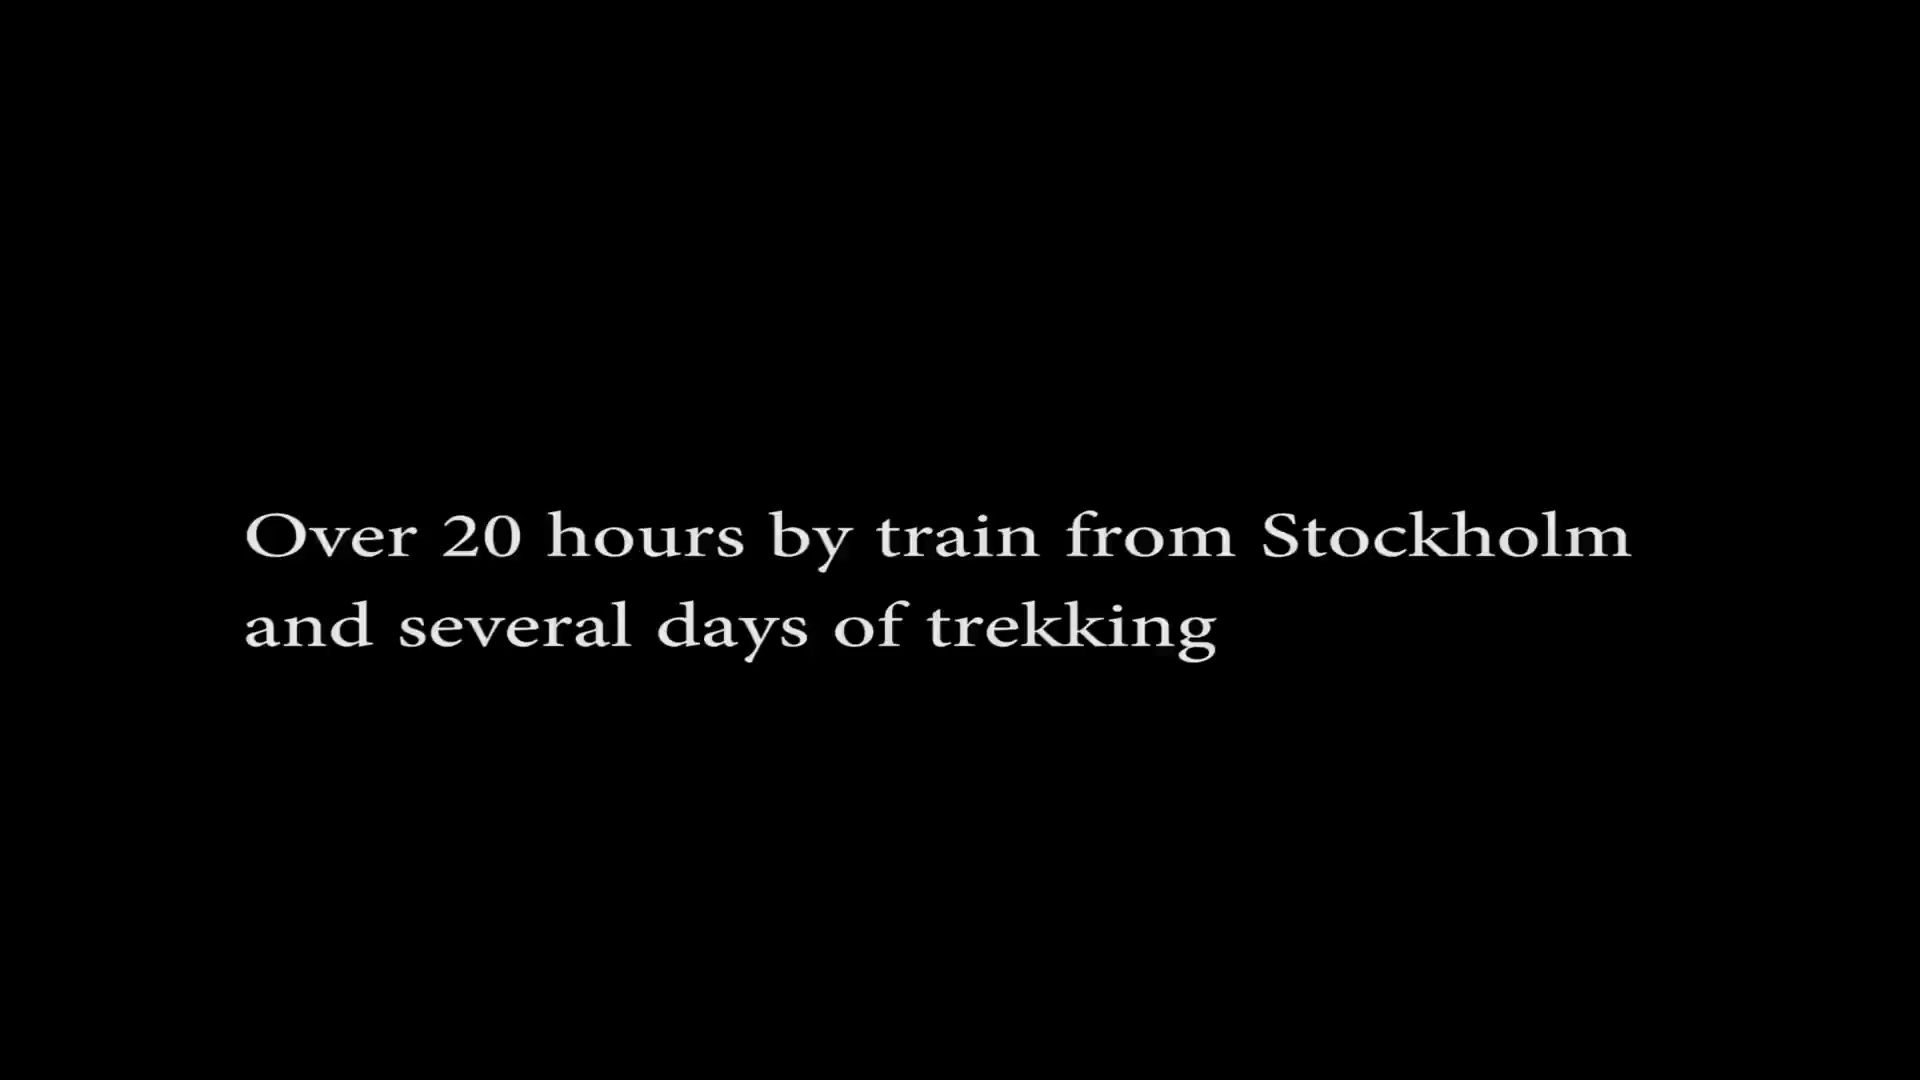 Over 20 hours by train from Stockholm
and several days of trekking